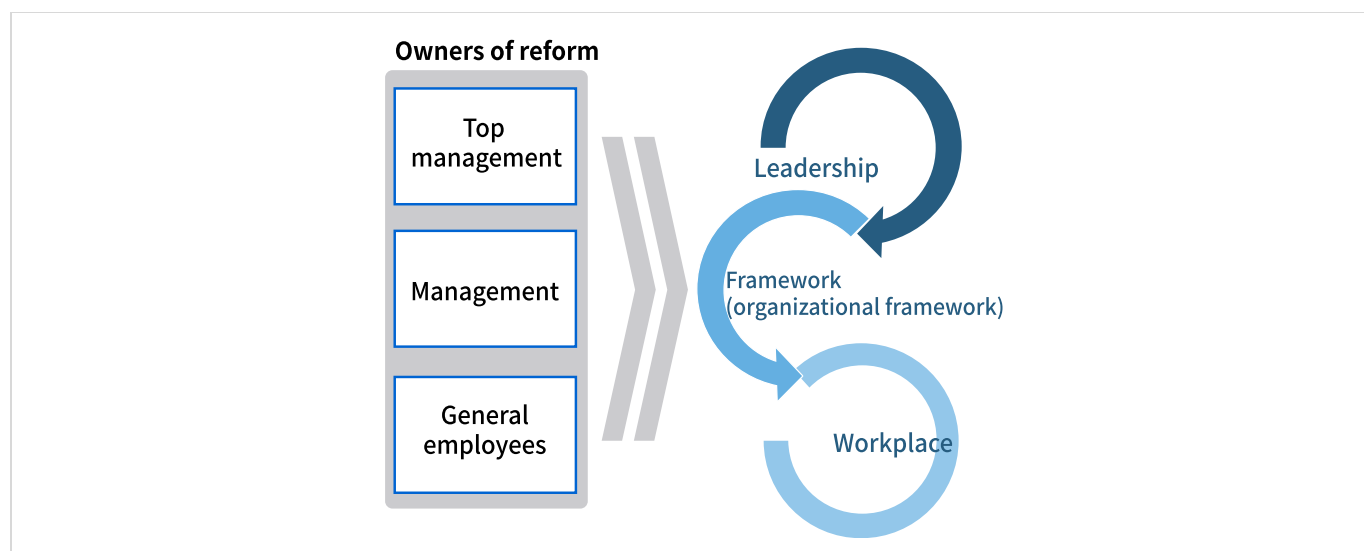 Owners of reform
Top
management
Management
General
employees
Leadership
Framework
(organizational framework)
Workplace